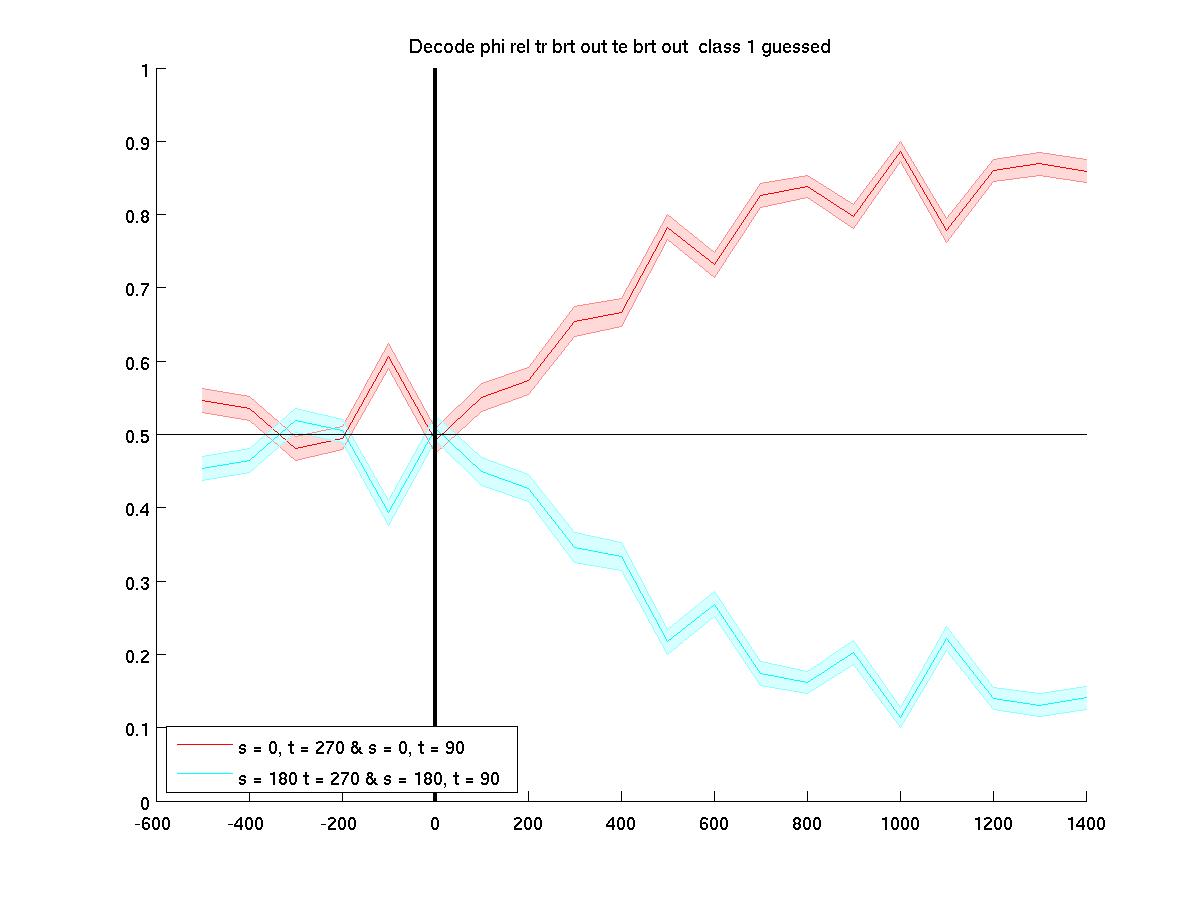 Decode phi rel tr brt out te brt out  class 1 guessed
1
0.9
0.8
0.7
0.6
0.5
0.4
0.3
0.2
0.1
0
s = 0, t = 270 & s = 0, t = 90
s = 180 t = 270 & s = 180, t = 90
-600 -400 -200 0 200 400 600 800 1000 1200 1400